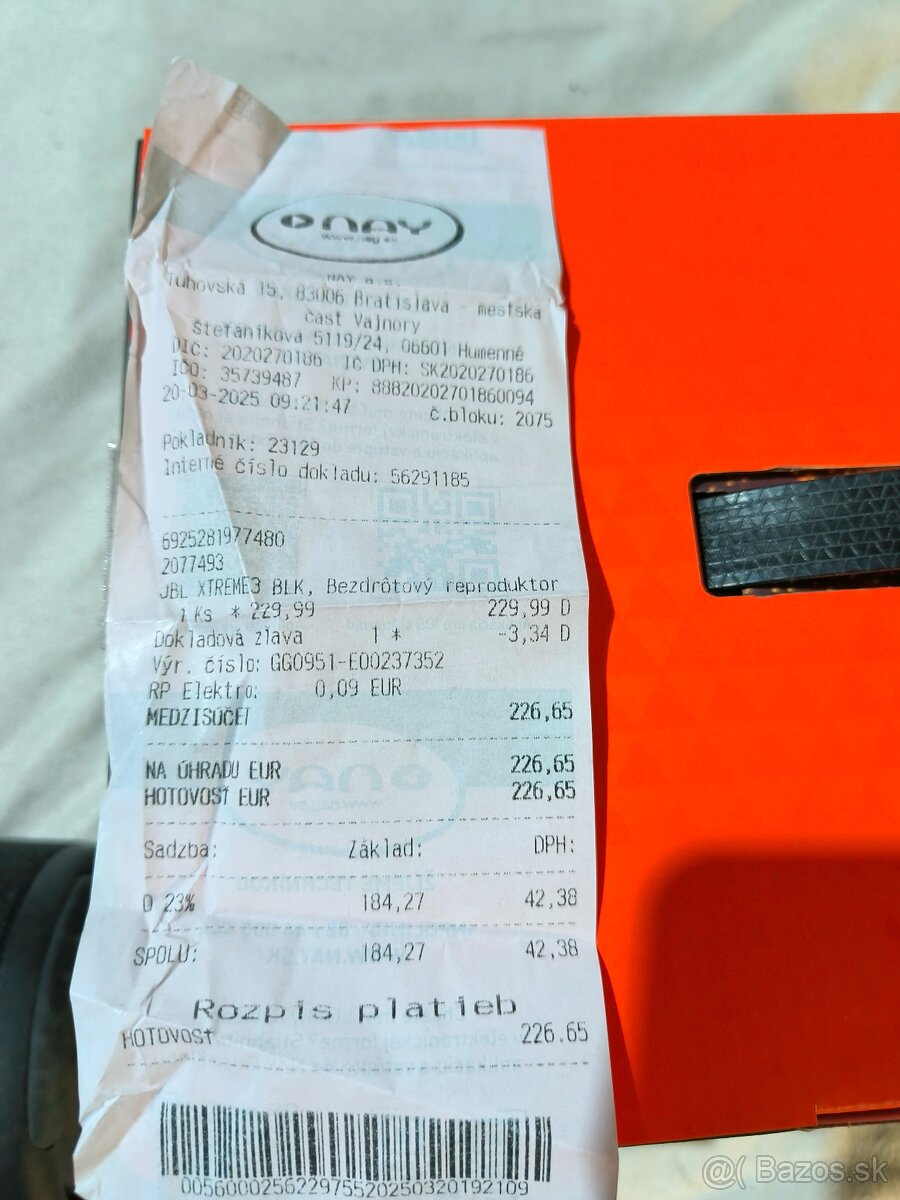 NAY
www.nay.sk
NAY a.s.
Tuhovská 15, 83006 Bratislava - mestská
časť Vajnory
Štefánikova 5119/24, 06601 Humenné
DIČ: 2020270186 IČ DPH: SK2020270186
IČO: 35739487 KP: 88820202701860094
20-03-2025 09:21:47 č.bloku: 2075
Pokladník: 23129
Interné číslo dokladu: 56291185
6925281977480
2077493
JBL XTREME3 BLK, Bezdrôtový reproduktor
1 Ks * 229,99 229,99 D
Dokladová zľava 1 * -3,34 D
Výr. číslo: GG0951-E00237352
RP Elektro: 0,09 EUR
MEDZISÚČET 226,65
NA ÚHRADU EUR 226,65
HOTOVOSŤ EUR 226,65
Sadzba: Základ: DPH:
D 23% 184,27 42,38
SPOLU: 184,27 42,38
Rozpis platieb
HOTOVOSŤ 226.65
005600025622975520250320192109
@( Bazos.sk